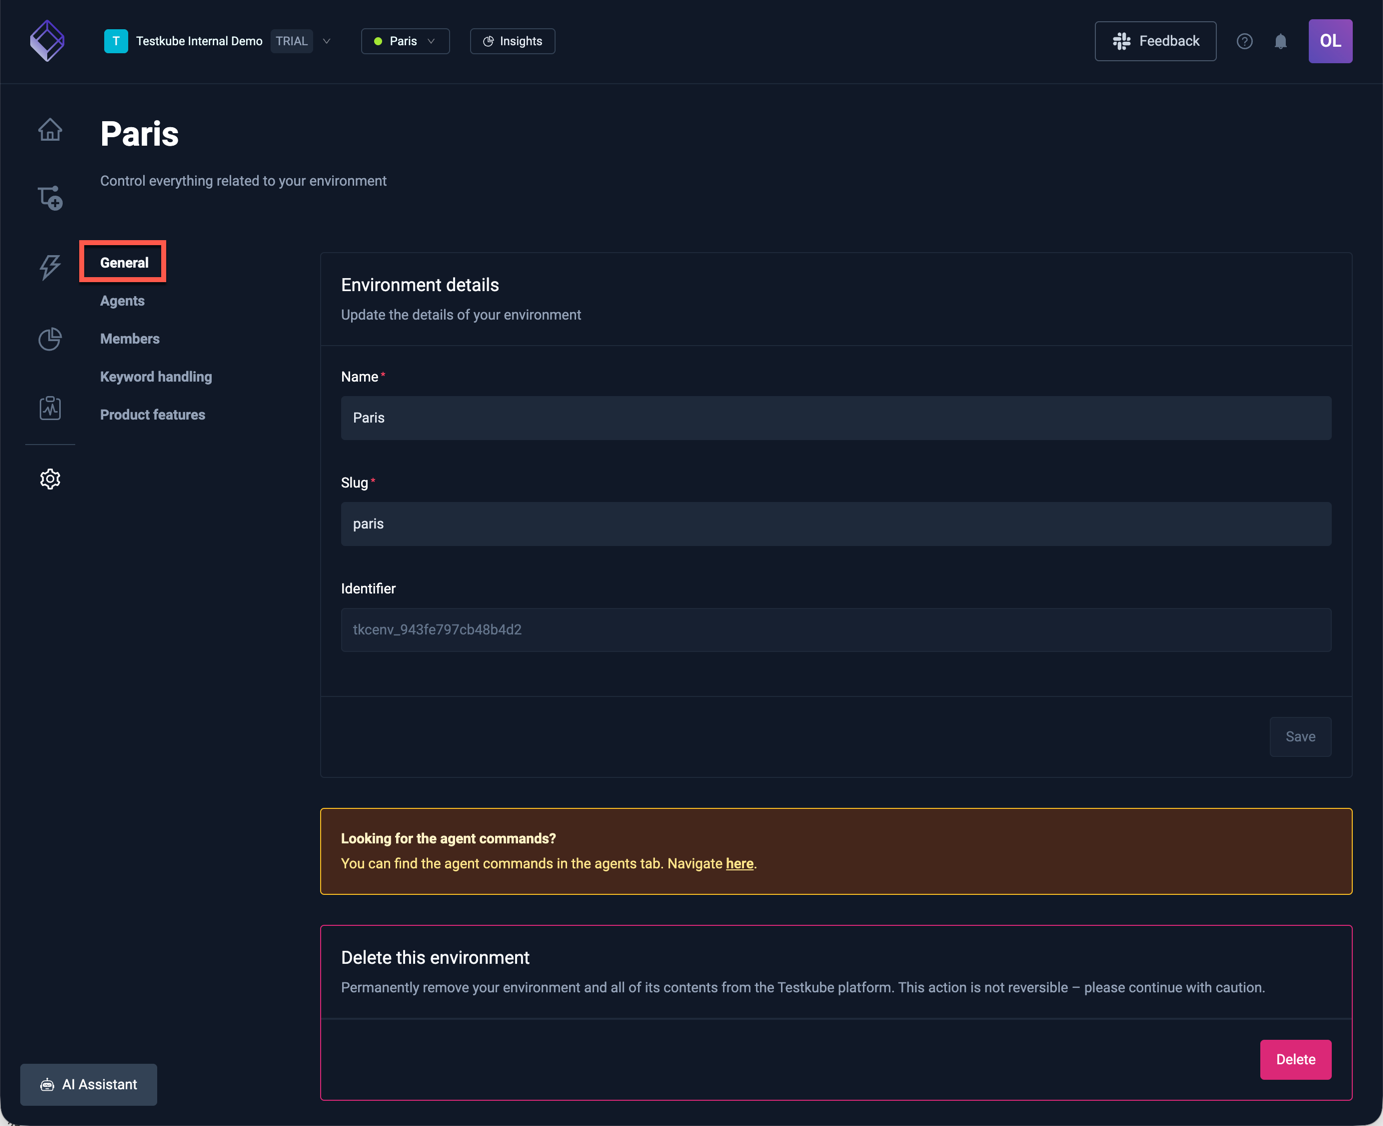 T Testkube Internal Demo TRIAL Paris Insights Feedback OL
Paris
Control everything related to your environment
General
Agents
Members
Keyword handling
Product features
Environment details
Update the details of your environment
Name*
Paris
Slug*
paris
Identifier
tkcenv_943fe797cb48b4d2
Save
Looking for the agent commands?
You can find the agent commands in the agents tab. Navigate here.
Delete this environment
Permanently remove your environment and all of its contents from the Testkube platform. This action is not reversible – please continue with caution.
Delete
AI Assistant